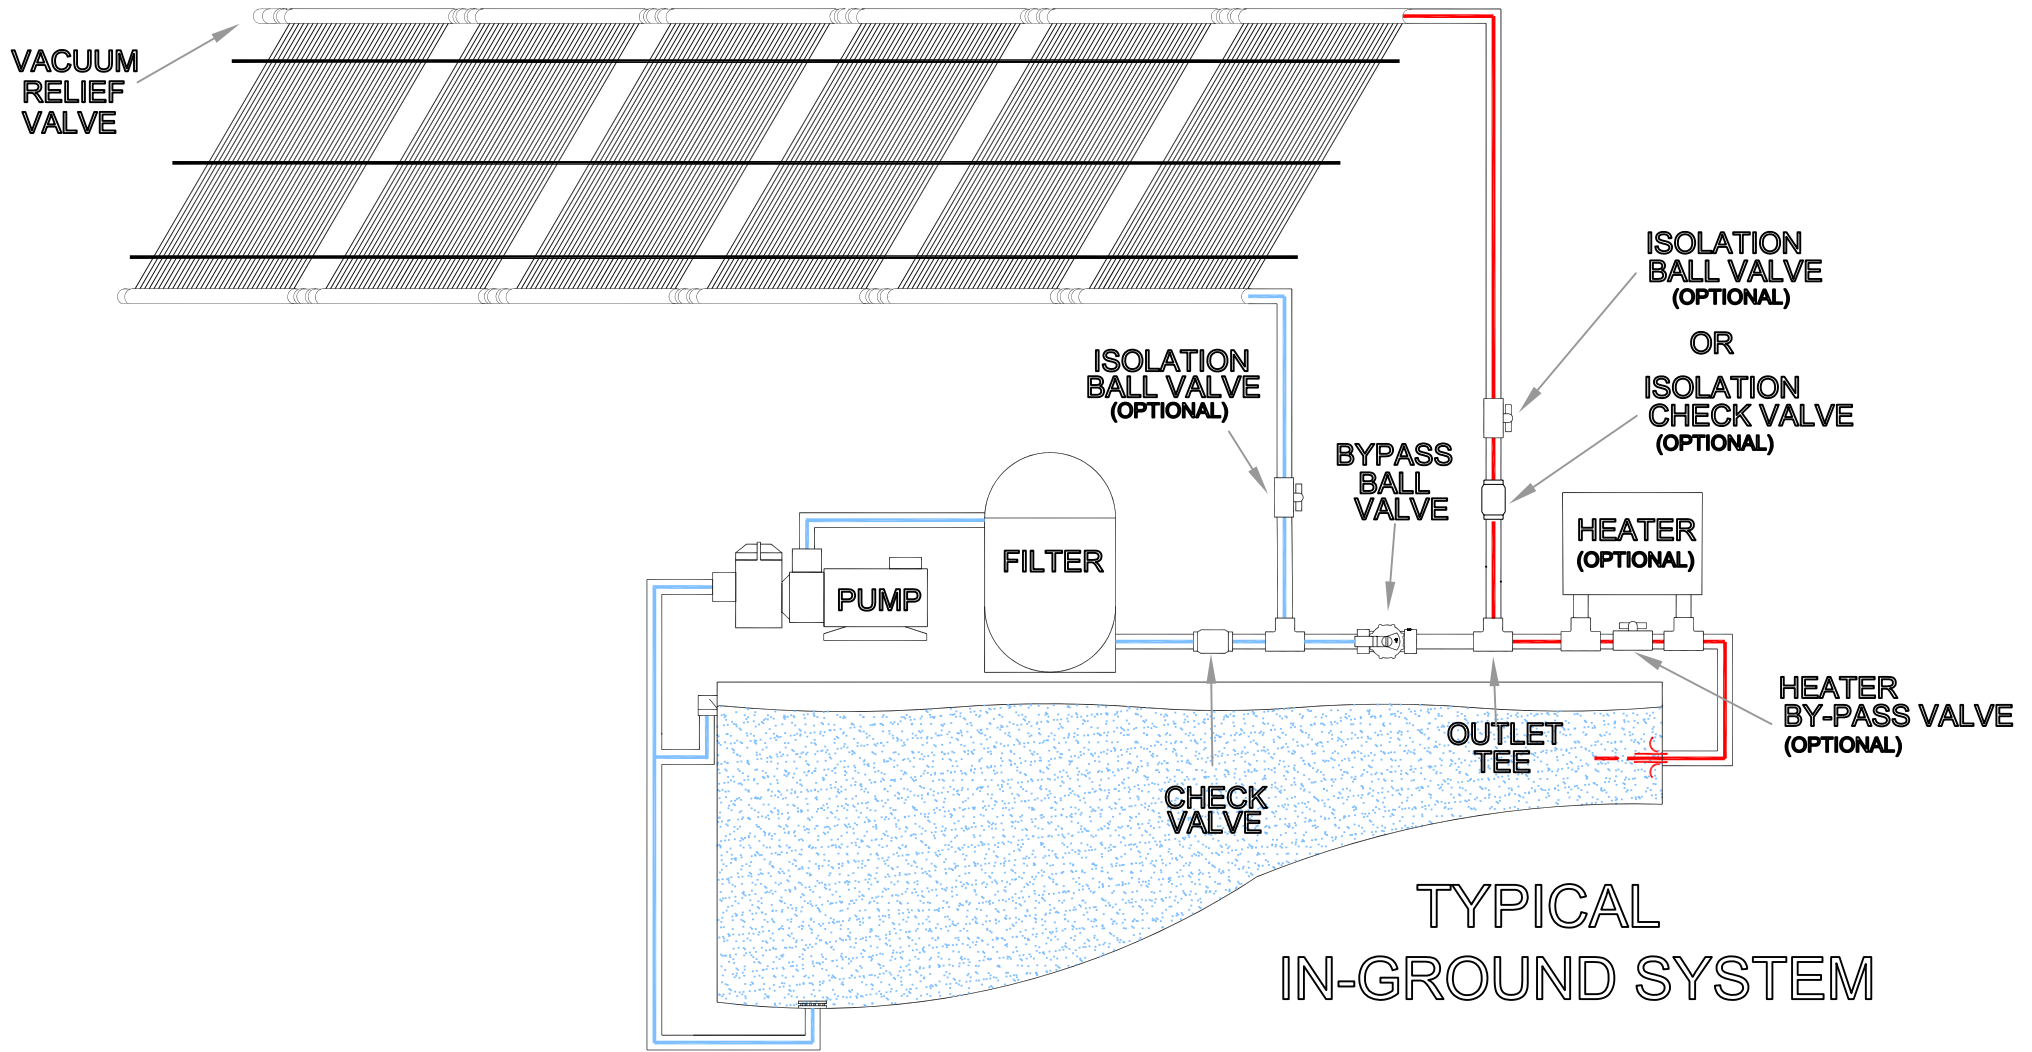 VACUUM
RELIEF
VALVE
ISOLATION
BALL VALVE
(OPTIONAL)
OR
ISOLATION
CHECK VALVE
(OPTIONAL)
ISOLATION
BALL VALVE
(OPTIONAL)
BYPASS
BALL
VALVE
HEATER
(OPTIONAL)
FILTER
PUMP
HEATER
BY-PASS VALVE
(OPTIONAL)
OUTLET
TEE
CHECK
VALVE
TYPICAL
IN-GROUND SYSTEM